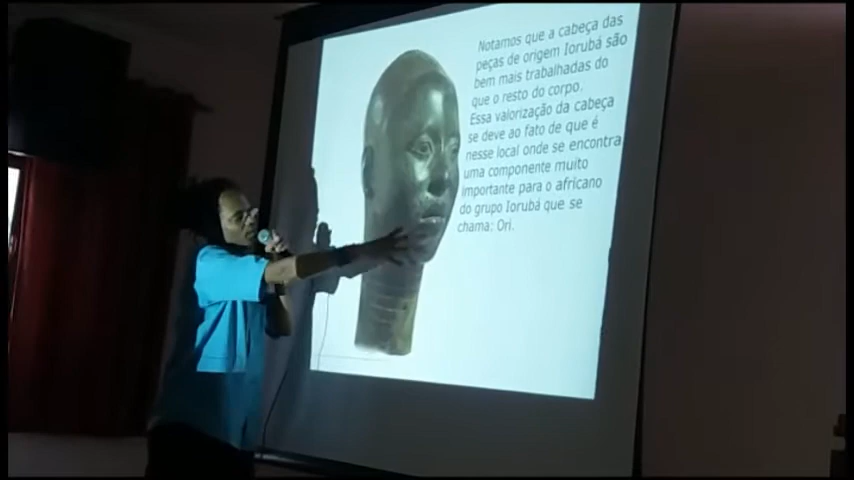 Notamos que a cabeça das
peças de origem Iorubá são
bem mais trabalhadas do
que o resto do corpo.
Essa valorização da cabeça
se deve ao fato de que é
nesse local onde se encontra
uma componente muito
importante para o africano
do grupo Iorubá que se
chama: Ori.